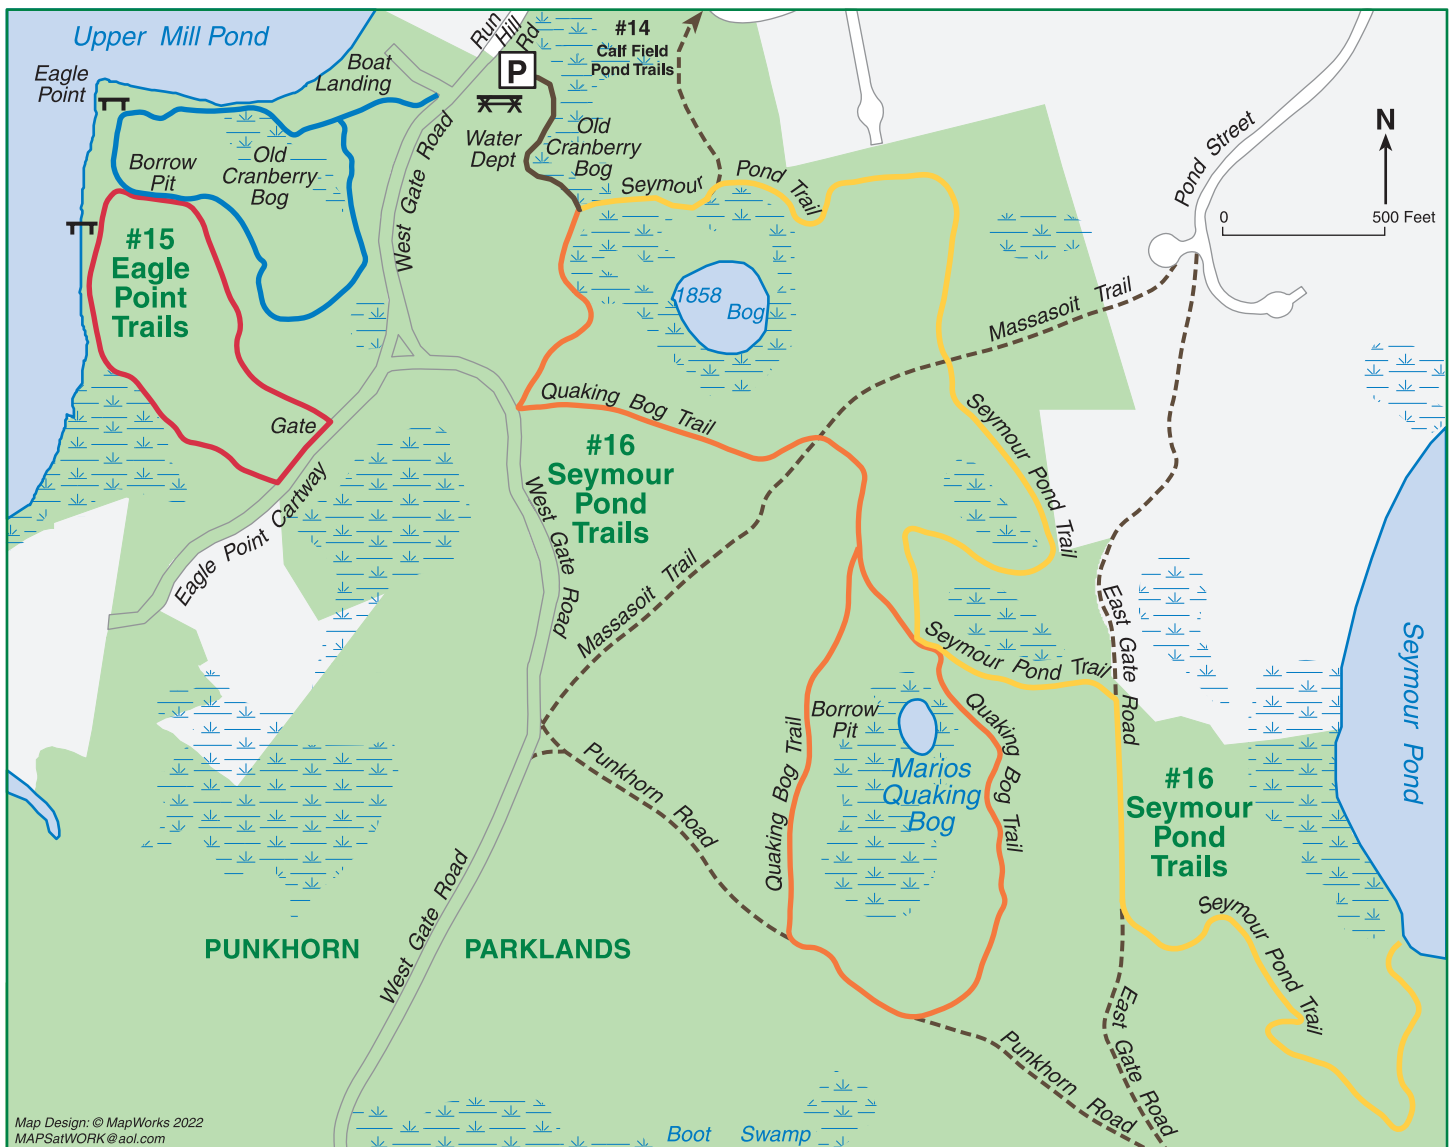 Upper Mill Pond
Eagle
Point
Boat
Landing
Run
Hill
Rd
P
#14
Calf Field
Pond Trails
Water
Dept
Old
Cranberry
Bog
Borrow
Pit
Old
Cranberry
Bog
West Gate Road
Seymour Pond Trail
Pond Street
N
0 500 Feet
#15
Eagle
Point
Trails
1858 Bog
Massasoit Trail
Gate
Quaking Bog Trail
#16
Seymour
Pond
Trails
Seymour Pond Trail
Eagle Point Cartway
West Gate Road
Massasoit Trail
East Gate Road
Seymour Pond Trail
Seymour Pond
Borrow
Pit
Quaking Bog Trail
Quaking Bog Trail
Marios
Quaking
Bog
Punkhorn Road
#16
Seymour
Pond
Trails
Seymour Pond Trail
West Gate Road
PUNKHORN PARKLANDS
East Gate Road
Punkhorn Road
Boot Swamp
Map Design: © MapWorks 2022
MAPSatWORK@aol.com